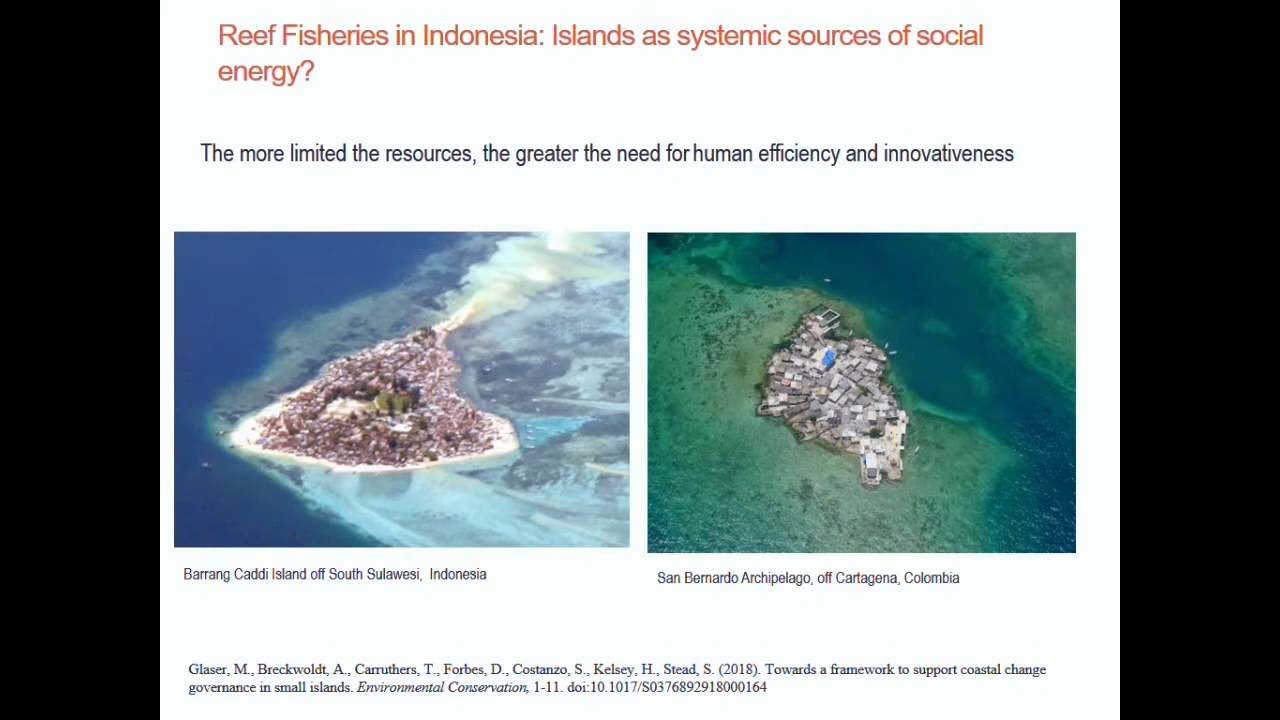 Reef Fisheries in Indonesia: Islands as systemic sources of social
energy?
The more limited the resources, the greater the need for human efficiency and innovativeness
Barrang Caddi Island off South Sulawesi, Indonesia
San Bernardo Archipelago, off Cartagena, Colombia
Glaser, M., Breckwoldt, A., Carruthers, T., Forbes, D., Costanzo, S., Kelsey, H., Stead, S. (2018). Towards a framework to support coastal change
governance in small islands. Environmental Conservation, 1-11. doi:10.1017/S0376892918000164